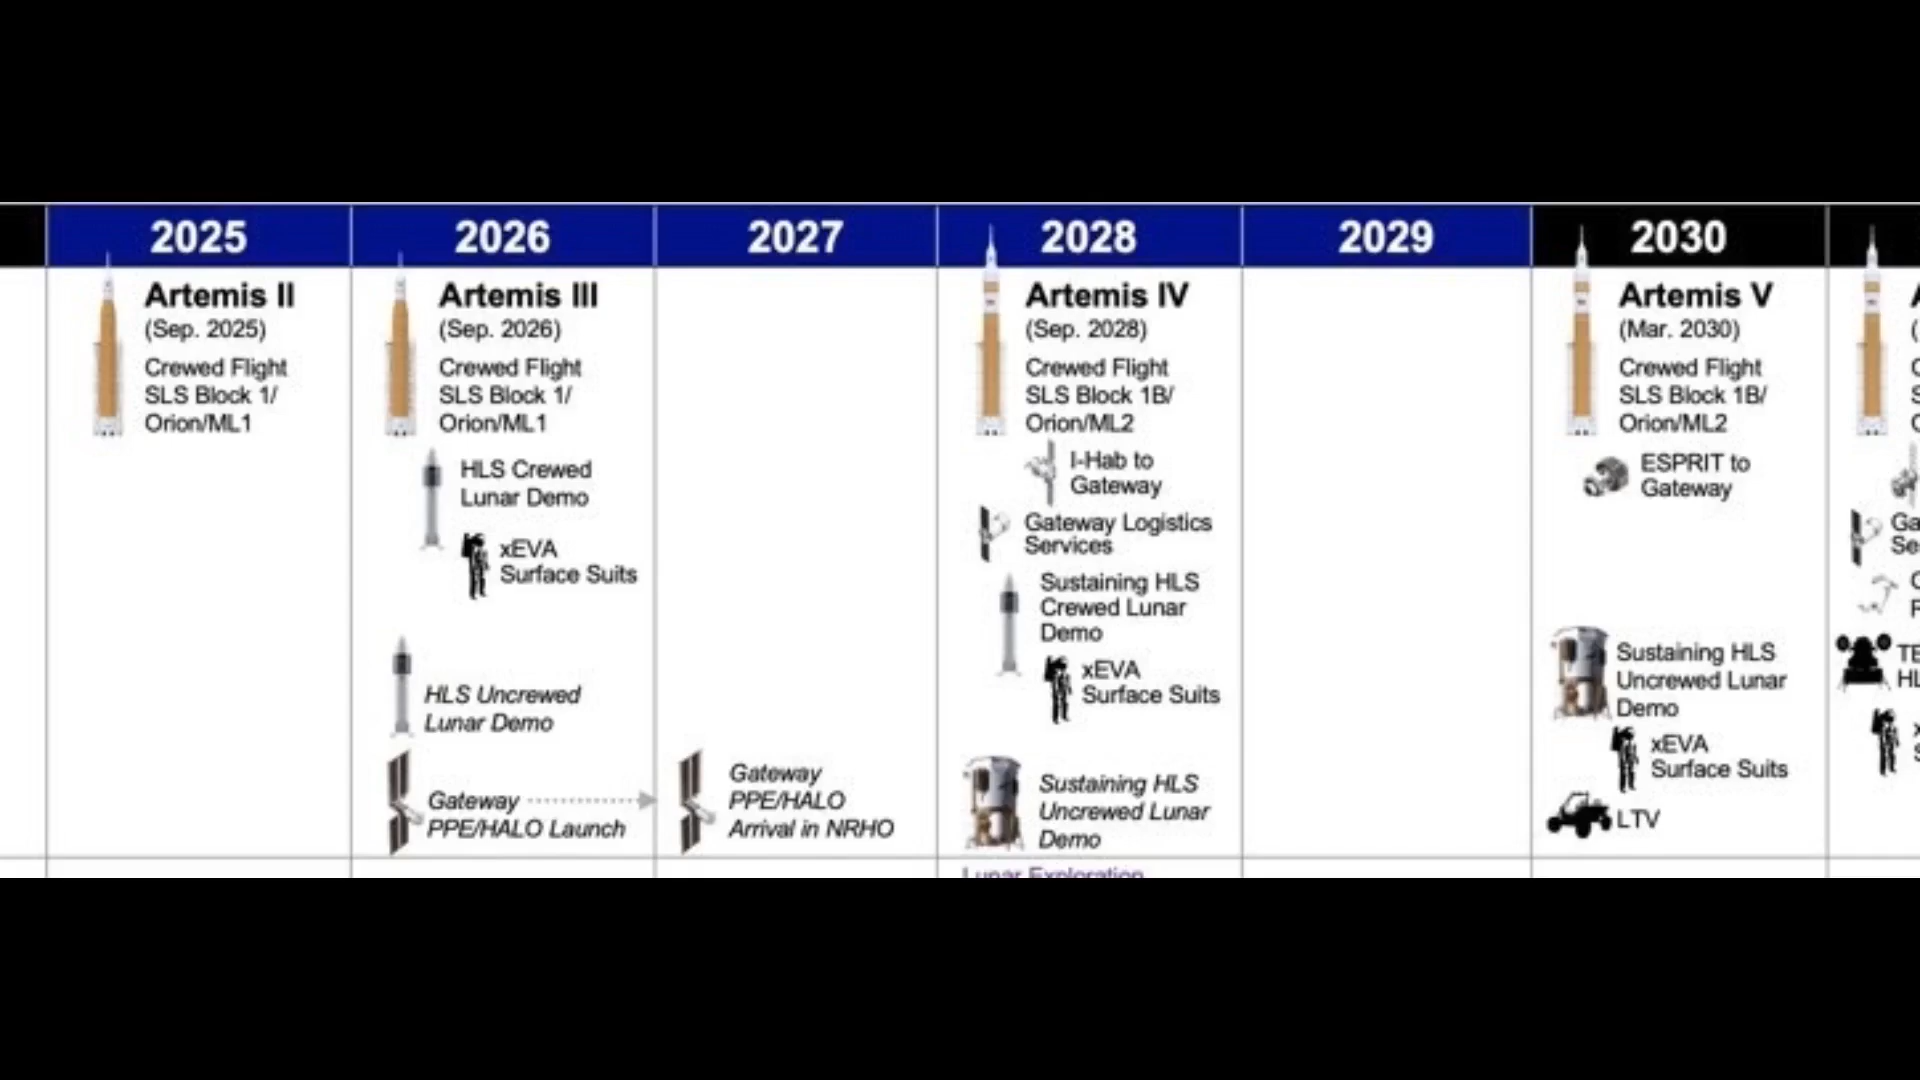 2025
2026
2027
2028
2029
2030
Artemis II
(Sep. 2025)
Crewed Flight
SLS Block 1/
Orion/ML1
Artemis III
(Sep. 2026)
Crewed Flight
SLS Block 1/
Orion/ML1
HLS Crewed
Lunar Demo
xEVA
Surface Suits
HLS Uncrewed
Lunar Demo
Gateway
PPE/HALO Launch
Gateway
PPE/HALO
Arrival in NRHO
Artemis IV
(Sep. 2028)
Crewed Flight
SLS Block 1B/
Orion/ML2
I-Hab to
Gateway
Gateway Logistics
Services
Sustaining HLS
Crewed Lunar
Demo
xEVA
Surface Suits
Sustaining HLS
Uncrewed Lunar
Demo
Lunar Exploration
Artemis V
(Mar. 2030)
Crewed Flight
SLS Block 1B/
Orion/ML2
ESPRIT to
Gateway
Sustaining HLS
Uncrewed Lunar
Demo
xEVA
Surface Suits
LTV